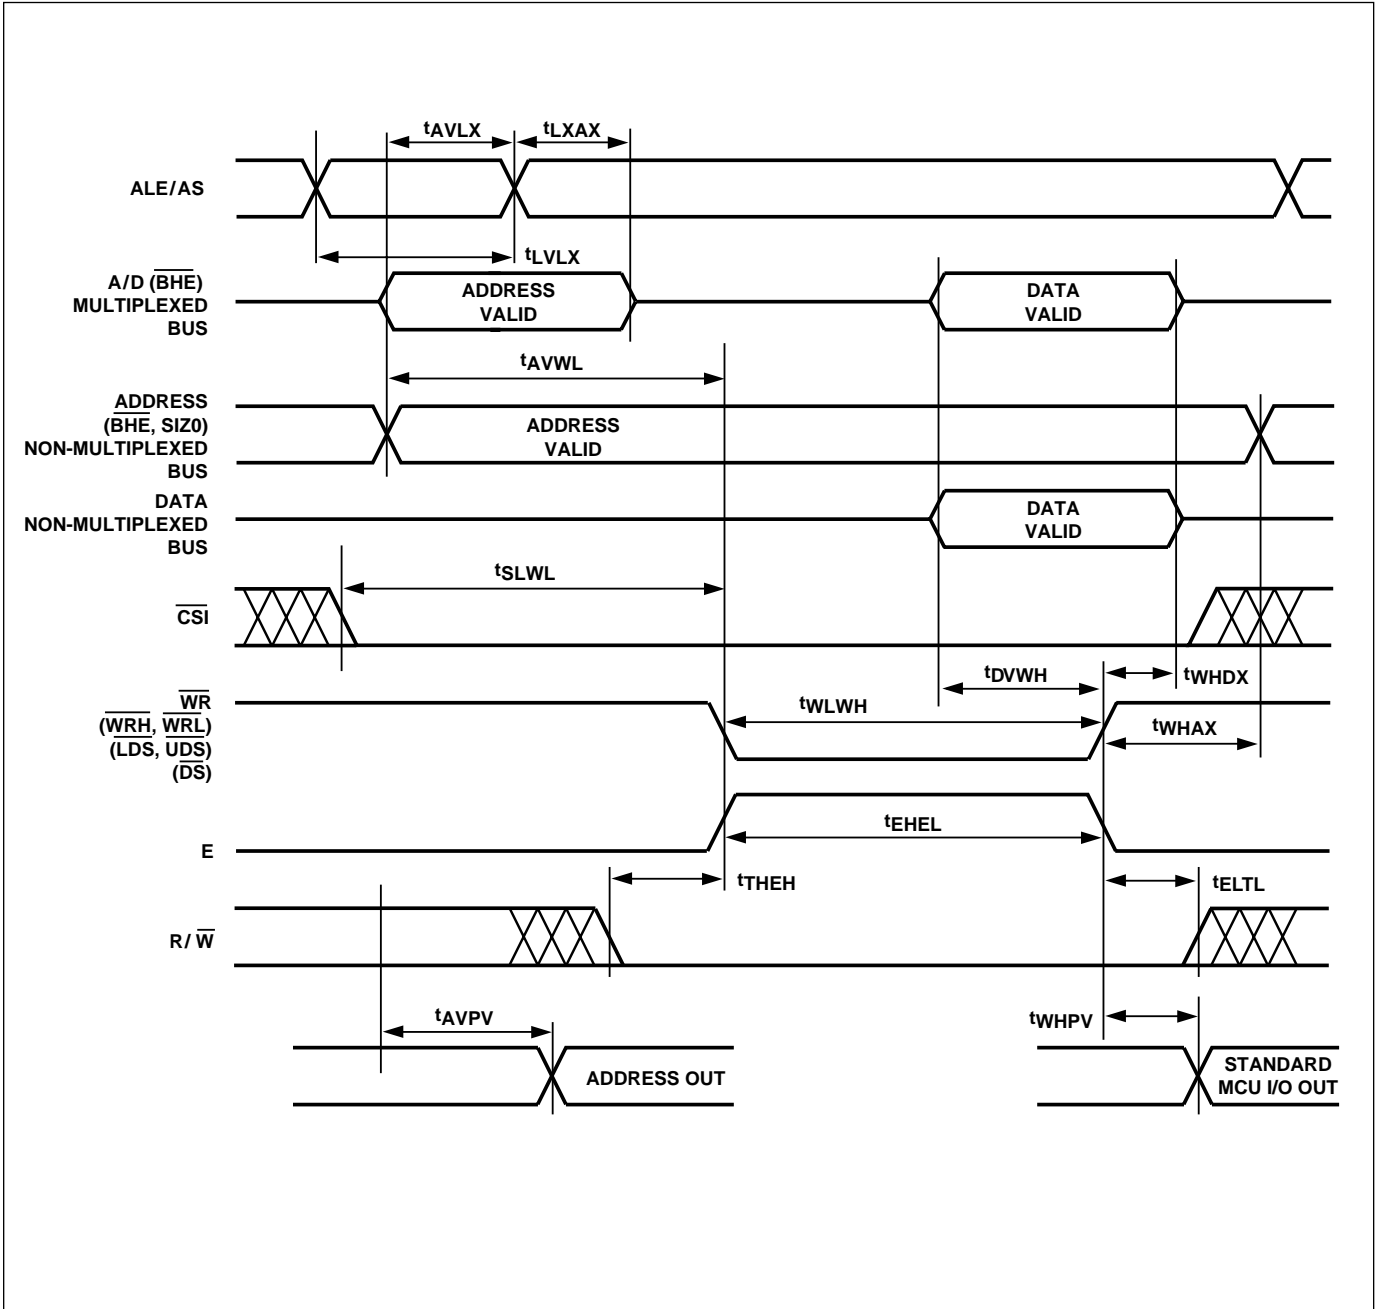 tAVLX
tLXAX
ALE/AS
tLVLX
A/D (BHE)
MULTIPLEXED
BUS
ADDRESS
VALID
DATA
VALID
tAVWL
ADDRESS
(BHE, SIZ0)
NON-MULTIPLEXED
BUS
ADDRESS
VALID
DATA
NON-MULTIPLEXED
BUS
DATA
VALID
tSLWL
CSI
tDVWH
tWHDX
WR
(WRH, WRL)
(LDS, UDS)
(DS)
tWLWH
tWHAX
tEHEL
E
tTHEH
tELTL
R/W
tAVPV
tWHPV
ADDRESS OUT
STANDARD
MCU I/O OUT